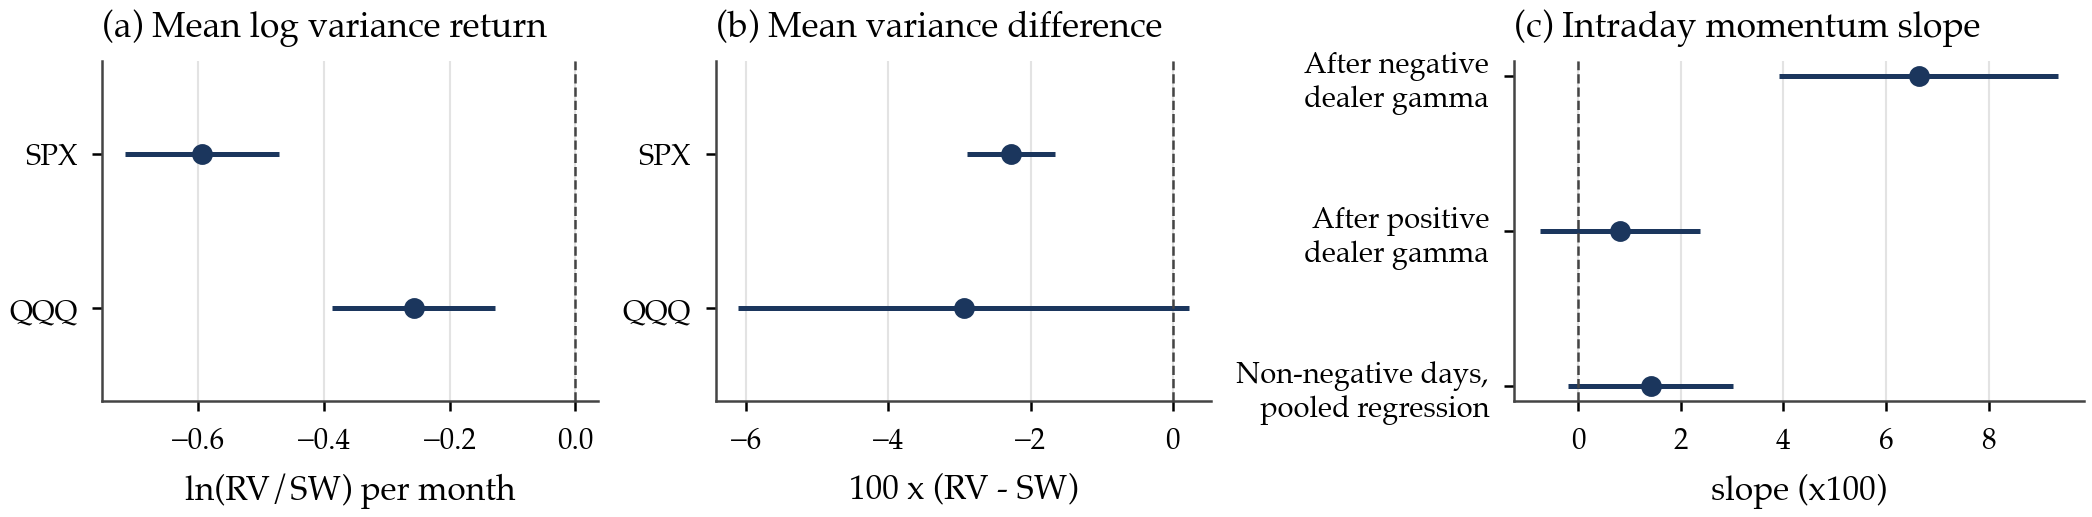 (a) Mean log variance return
SPX
QQQ
−0.6
−0.4
−0.2
0.0
ln(RV/SW) per month
(b) Mean variance difference
SPX
QQQ
−6
−4
−2
0
100 x (RV - SW)
(c) Intraday momentum slope
After negative
dealer gamma
After positive
dealer gamma
Non-negative days,
pooled regression
0
2
4
6
8
slope (x100)